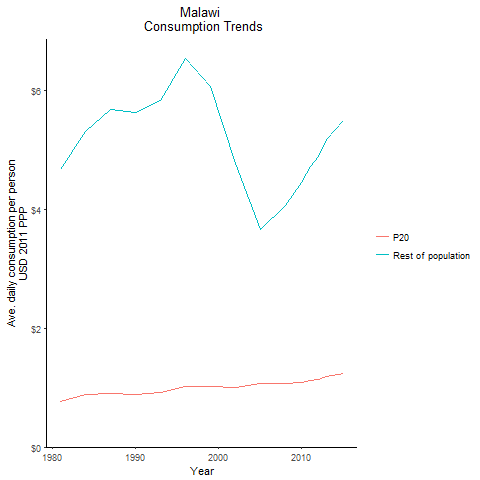 Malawi
Consumption Trends
Ave. daily consumption per person
USD 2011 PPP
$6
$4
$2
$0
1980 1990 2000 2010
Year
P20
Rest of population